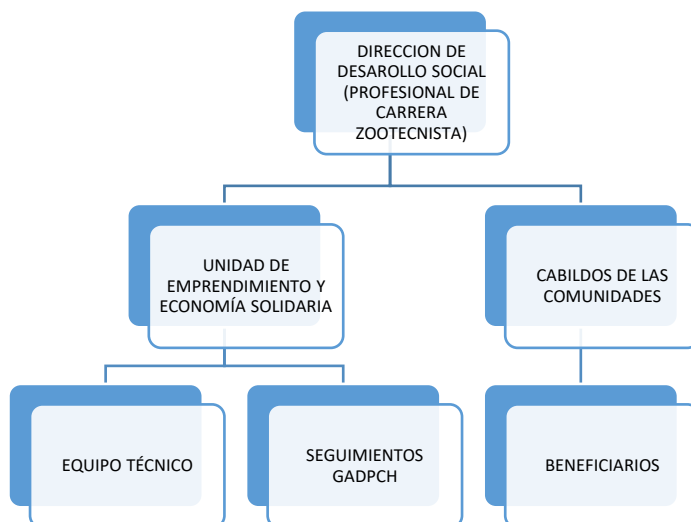 DIRECCION DE
DESAROLLO SOCIAL
(PROFESIONAL DE
CARRERA
ZOOTECNISTA)
UNIDAD DE
EMPRENDIMIENTO Y
ECONOMÍA SOLIDARIA
CABILDOS DE LAS
COMUNIDADES
EQUIPO TÉCNICO
SEGUIMIENTOS
GADPCH
BENEFICIARIOS